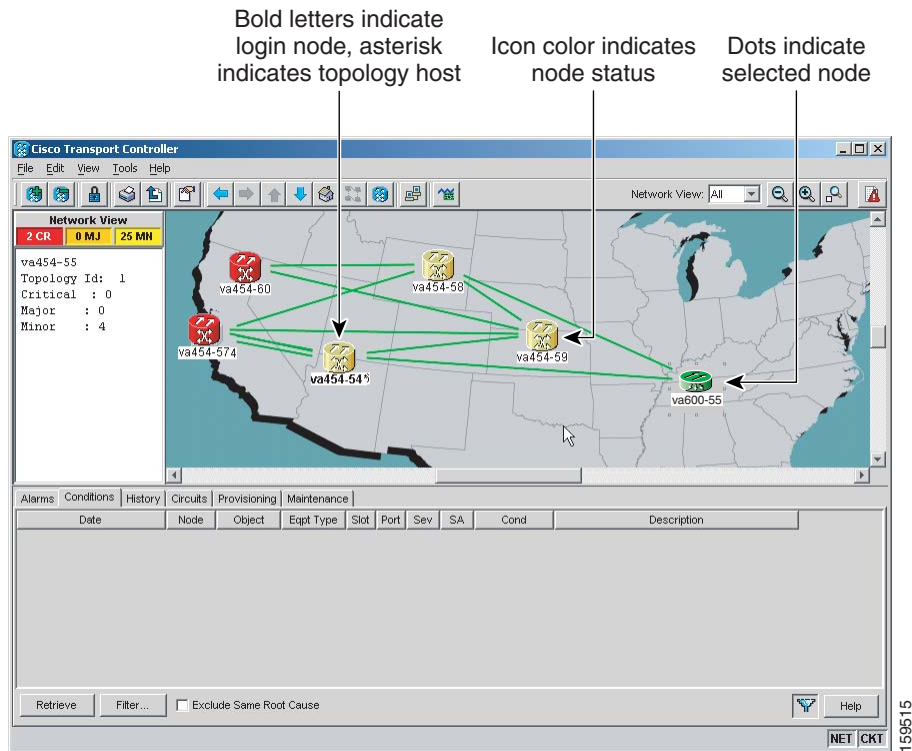 Bold letters indicate
login node, asterisk
indicates topology host
Icon color indicates
node status
Dots indicate
selected node
Cisco Transport Controller
File Edit View Tools Help
Network View: All
Network View
2 CR 0 MJ 25 MN
va454-55
Topology Id: 1
Critical : 0
Major : 0
Minor : 4
va454-60
va454-58
va454-574
va454-59
va454-54*
va600-55
Alarms Conditions History Circuits Provisioning Maintenance
Date Node Object Eqpt Type Slot Port Sev SA Cond Description
Retrieve Filter... Exclude Same Root Cause Help
NET CKT
159515